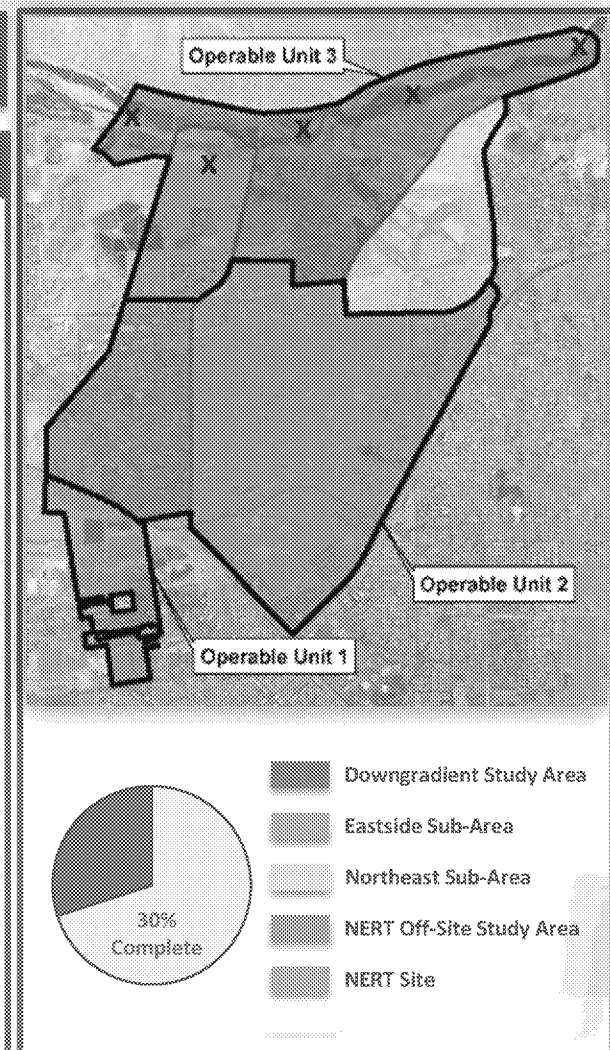 Operable Unit 3
X
X
X
X
X
Operable Unit 2
Operable Unit 1
Downgradient Study Area
Eastside Sub-Area
Northeast Sub-Area
30%
Complete
NERT Off-Site Study Area
NERT Site